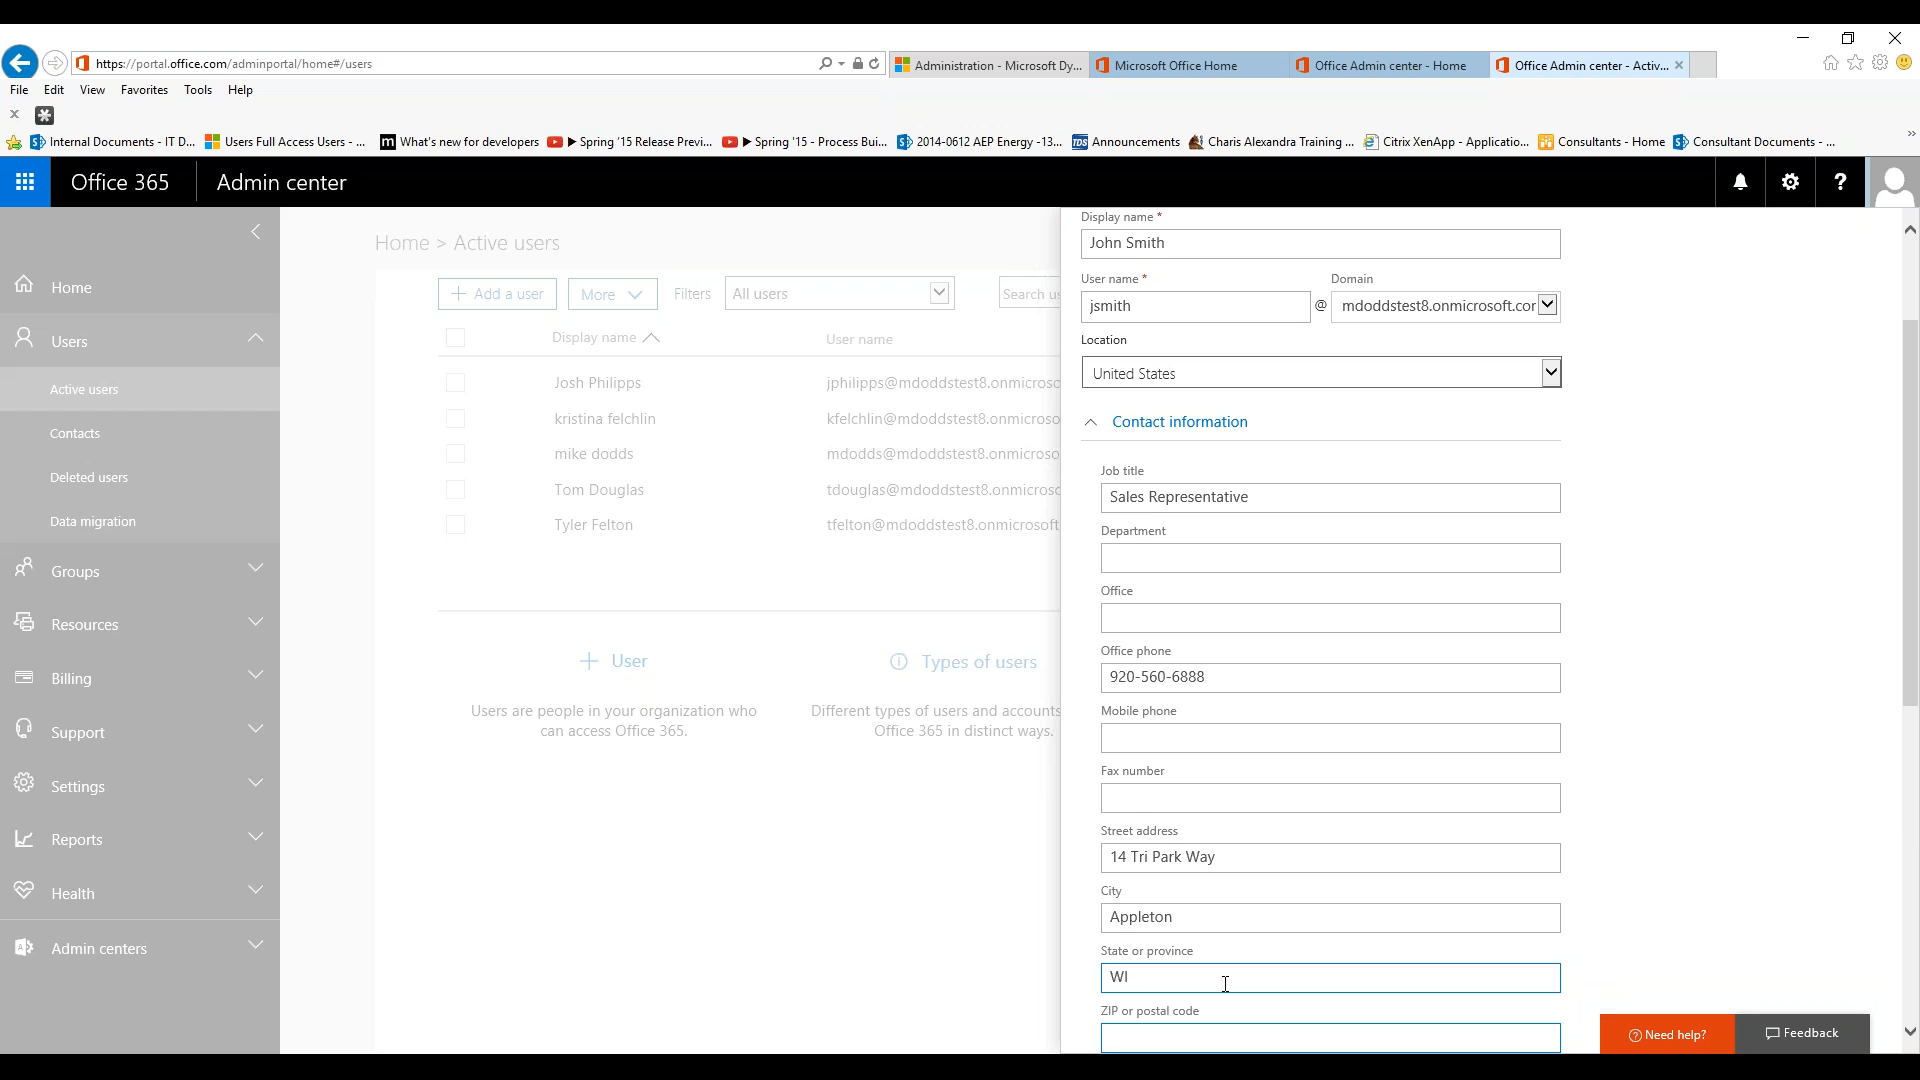 https://portal.office.com/adminportal/home#/users
Administration - Microsoft Dy...
Microsoft Office Home
Office Admin center - Home
Office Admin center - Activ...
File Edit View Favorites Tools Help
Internal Documents - IT D...
Users Full Access Users - ...
m What's new for developers
▶ Spring '15 Release Previ...
▶ Spring '15 - Process Bui...
2014-0612 AEP Energy -13...
TDS Announcements
Charis Alexandra Training ...
Citrix XenApp - Applicatio...
Consultants - Home
Consultant Documents - ...
Office 365
Admin center
?
Home
Users
Active users
Contacts
Deleted users
Data migration
Groups
Resources
Billing
Support
Settings
Reports
Health
Admin centers
Home > Active users
+ Add a user
More
Filters
All users
Search us
Display name
User name
Josh Philipps jphilipps@mdoddstest8.onmicroso
kristina felchlin kfelchlin@mdoddstest8.onmicroso
mike dodds mdodds@mdoddstest8.onmicroso
Tom Douglas tdouglas@mdoddstest8.onmicrosc
Tyler Felton tfelton@mdoddstest8.onmicrosoft
+ User
Users are people in your organization who
can access Office 365.
Types of users
Different types of users and accounts
Office 365 in distinct ways.
Display name *
John Smith
User name *
Domain
jsmith
@
mdoddstest8.onmicrosoft.cor
Location
United States
Contact information
Job title
Sales Representative
Department
Office
Office phone
920-560-6888
Mobile phone
Fax number
Street address
14 Tri Park Way
City
Appleton
State or province
WI
ZIP or postal code
Need help?
Feedback